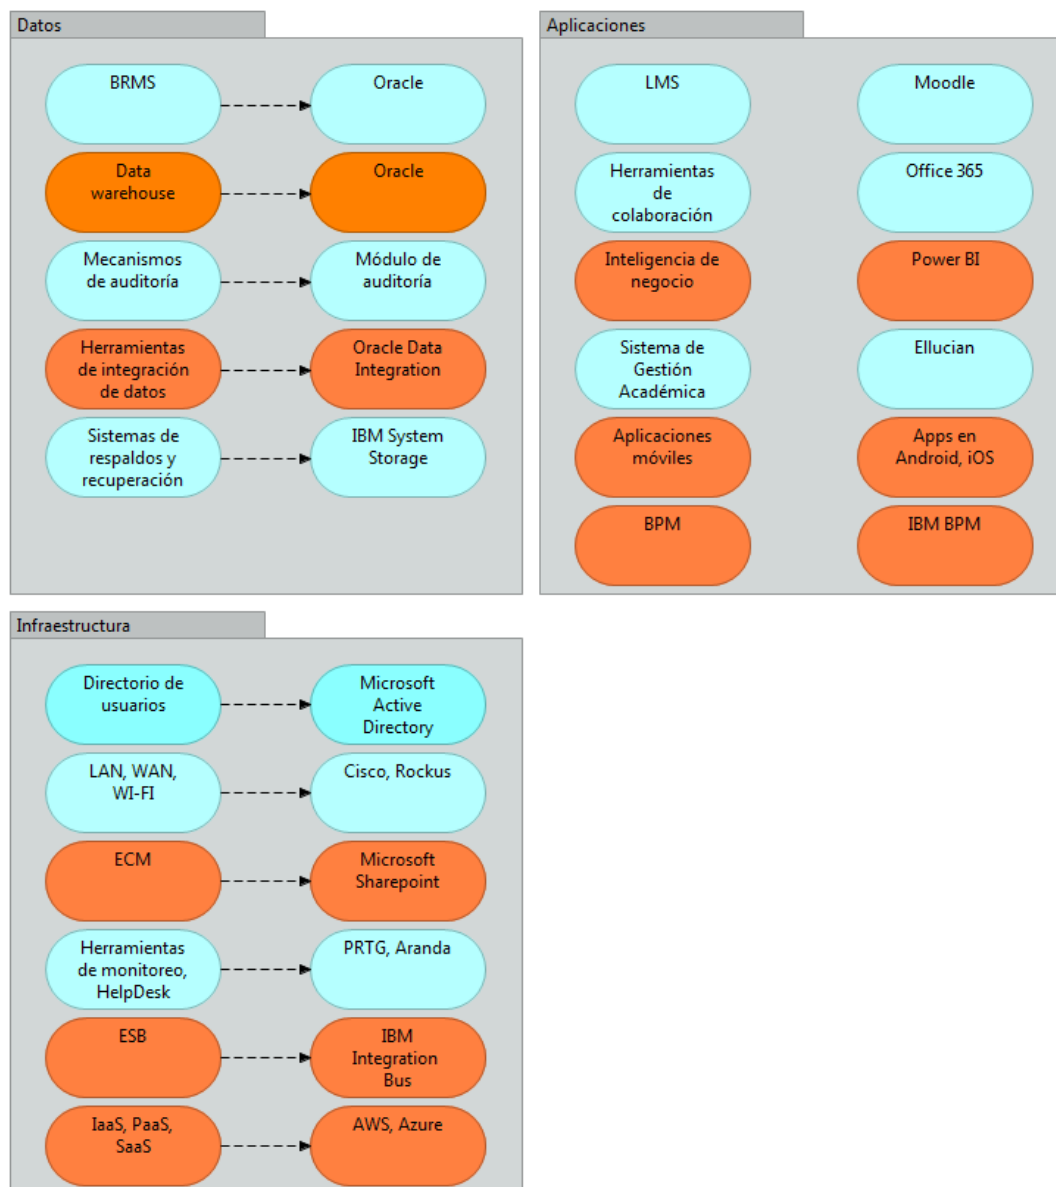 Datos
BRMS
Oracle
Data
warehouse
Oracle
Mecanismos
de auditoría
Módulo de
auditoría
Herramientas
de integración
de datos
Oracle Data
Integration
Sistemas de
respaldos y
recuperación
IBM System
Storage
Aplicaciones
LMS
Moodle
Herramientas
de
colaboración
Office 365
Inteligencia de
negocio
Power BI
Sistema de
Gestión
Académica
Ellucian
Aplicaciones
móviles
Apps en
Android, iOS
BPM
IBM BPM
Infraestructura
Directorio de
usuarios
Microsoft
Active
Directory
LAN, WAN,
WI-FI
Cisco, Rockus
ECM
Microsoft
Sharepoint
Herramientas
de monitoreo,
HelpDesk
PRTG, Aranda
ESB
IBM
Integration
Bus
IaaS, PaaS,
SaaS
AWS, Azure